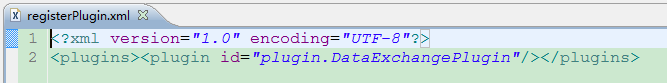 registerPlugin.xml
1 <?xml version="1.0" encoding="UTF-8"?>
2 <plugins><plugin id="plugin.DataExchangePlugin"/></plugins>